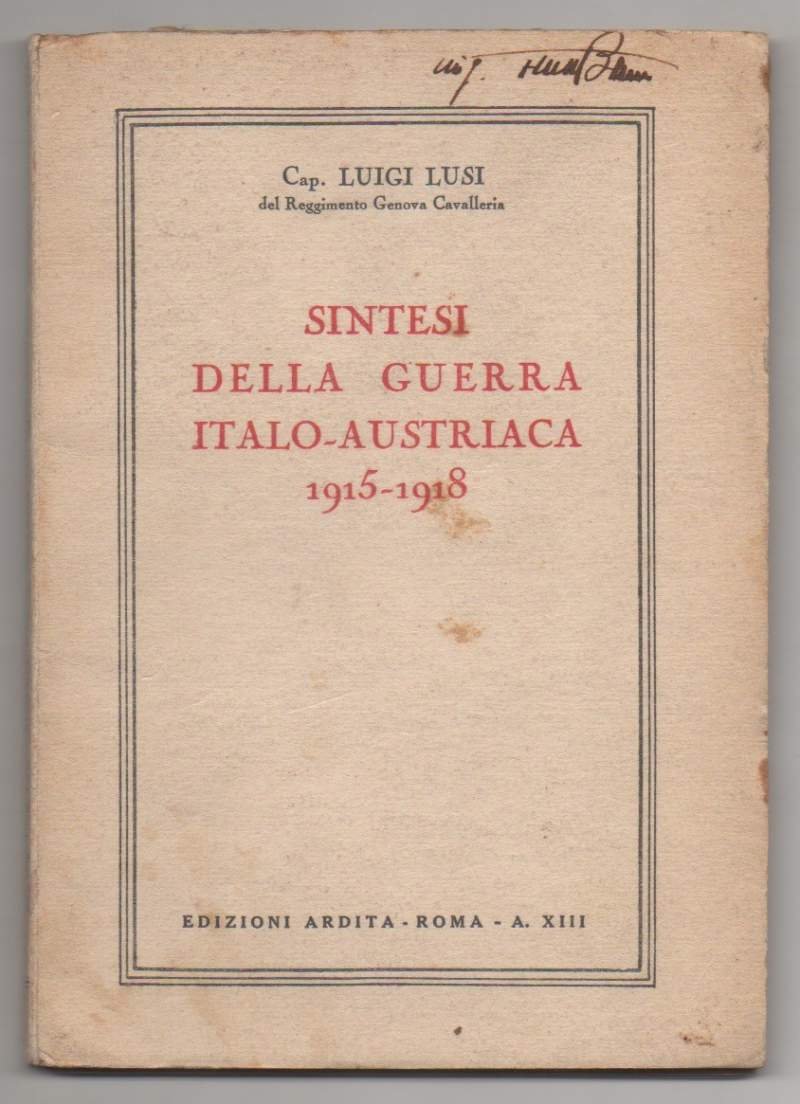 Cap. LUIGI LUSI
del Reggimento Genova Cavalleria
SINTESI
DELLA GUERRA
ITALO-AUSTRIACA
1915-1918
EDIZIONI ARDITA - ROMA - A. XIII